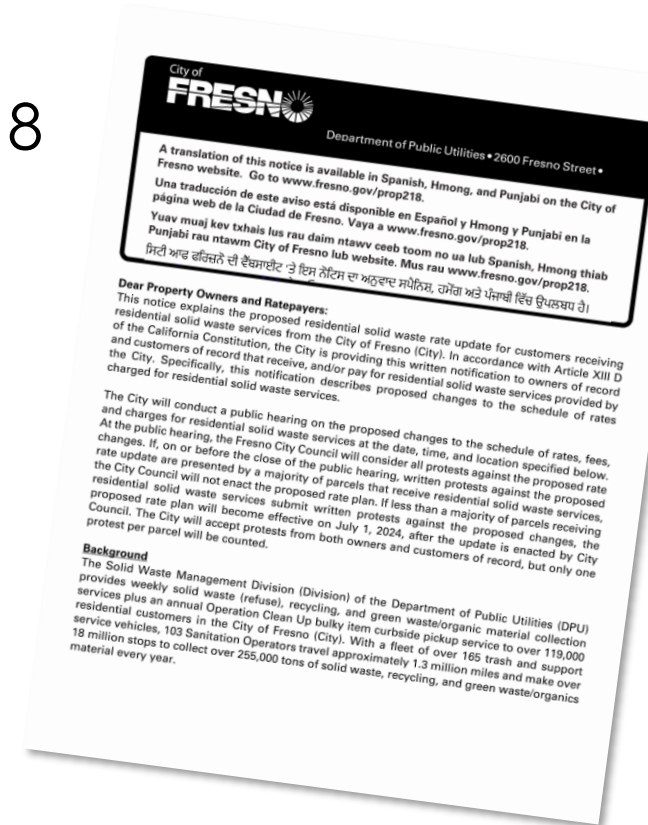 8
City of
FRESNO
Department of Public Utilities • 2600 Fresno Street •
A translation of this notice is available in Spanish, Hmong, and Punjabi on the City of
Fresno website. Go to www.fresno.gov/prop218.
Una traducción de este aviso está disponible en Español y Hmong y Punjabi en la
página web de la Ciudad de Fresno. Vaya a www.fresno.gov/prop218.
Yuav muaj kev txhais lus rau daim ntawv ceeb toom no ua lub Spanish, Hmong thiab
Punjabi rau ntawm City of Fresno lub website. Mus rau www.fresno.gov/prop218.
ਸਿਟੀ ਆਫ ਫਰਿਜ਼ਨੋ ਦੀ ਵੈੱਬਸਾਈਟ 'ਤੇ ਇਸ ਨੋਟਿਸ ਦਾ ਅਨੁਵਾਦ ਸਪੈਨਿਸ਼, ਹਮੋਂਗ ਅਤੇ ਪੰਜਾਬੀ ਵਿੱਚ ਉਪਲਬਧ ਹੈ।
Dear Property Owners and Ratepayers:
This notice explains the proposed residential solid waste rate update for customers receiving
residential solid waste services from the City of Fresno (City). In accordance with Article XIII D
of the California Constitution, the City is providing this written notification to owners of record
and customers of record that receive, and/or pay for residential solid waste services provided by
the City. Specifically, this notification describes proposed changes to the schedule of rates
charged for residential solid waste services.
The City will conduct a public hearing on the proposed changes to the schedule of rates, fees,
and charges for residential solid waste services at the date, time, and location specified below.
At the public hearing, the Fresno City Council will consider all protests against the proposed rate
changes. If, on or before the close of the public hearing, written protests against the proposed
rate update are presented by a majority of parcels that receive residential solid waste services,
the City Council will not enact the proposed rate plan. If less than a majority of parcels receiving
residential solid waste services submit written protests against the proposed changes, the
proposed rate plan will become effective on July 1, 2024, after the update is enacted by City
Council. The City will accept protests from both owners and customers of record, but only one
protest per parcel will be counted.
Background
The Solid Waste Management Division (Division) of the Department of Public Utilities (DPU)
provides weekly solid waste (refuse), recycling, and green waste/organic material collection
services plus an annual Operation Clean Up bulky item curbside pickup service to over 119,000
residential customers in the City of Fresno (City). With a fleet of over 165 trash and support
service vehicles, 103 Sanitation Operators travel approximately 1.3 million miles and make over
18 million stops to collect over 255,000 tons of solid waste, recycling, and green waste/organics
material every year.